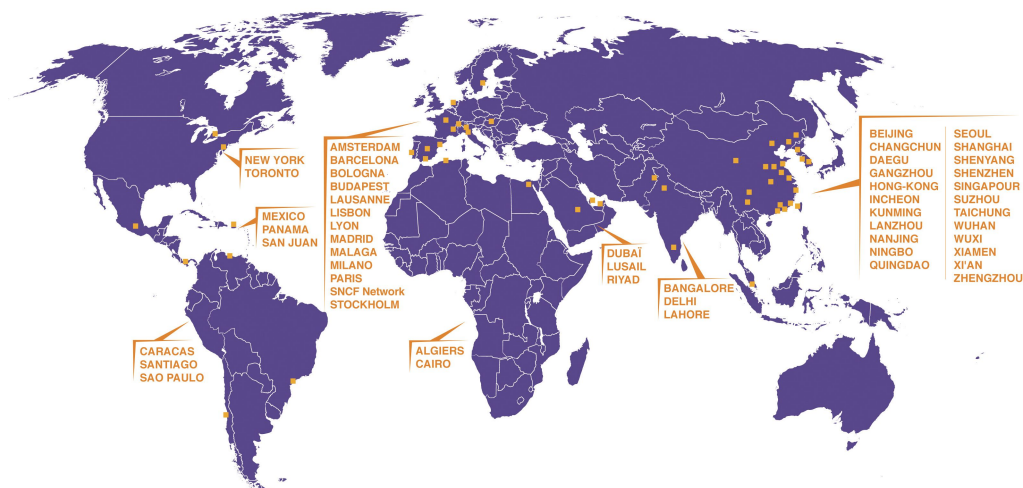 NEW YORK
TORONTO
MEXICO
PANAMA
SAN JUAN
CARACAS
SANTIAGO
SAO PAULO
AMSTERDAM
BARCELONA
BOLOGNA
BUDAPEST
LAUSANNE
LISBON
LYON
MADRID
MALAGA
MILANO
PARIS
SNCF Network
STOCKHOLM
ALGIERS
CAIRO
DUBAÏ
LUSAIL
RIYAD
BANGALORE
DELHI
LAHORE
BEIJING
CHANGCHUN
DAEGU
GANGZHOU
HONG-KONG
INCHEON
KUNMING
LANZHOU
NANJING
NINGBO
QUINGDAO
SEOUL
SHANGHAI
SHENYANG
SHENZHEN
SINGAPOUR
SUZHOU
TAICHUNG
WUHAN
WUXI
XIAMEN
XI'AN
ZHENGZHOU